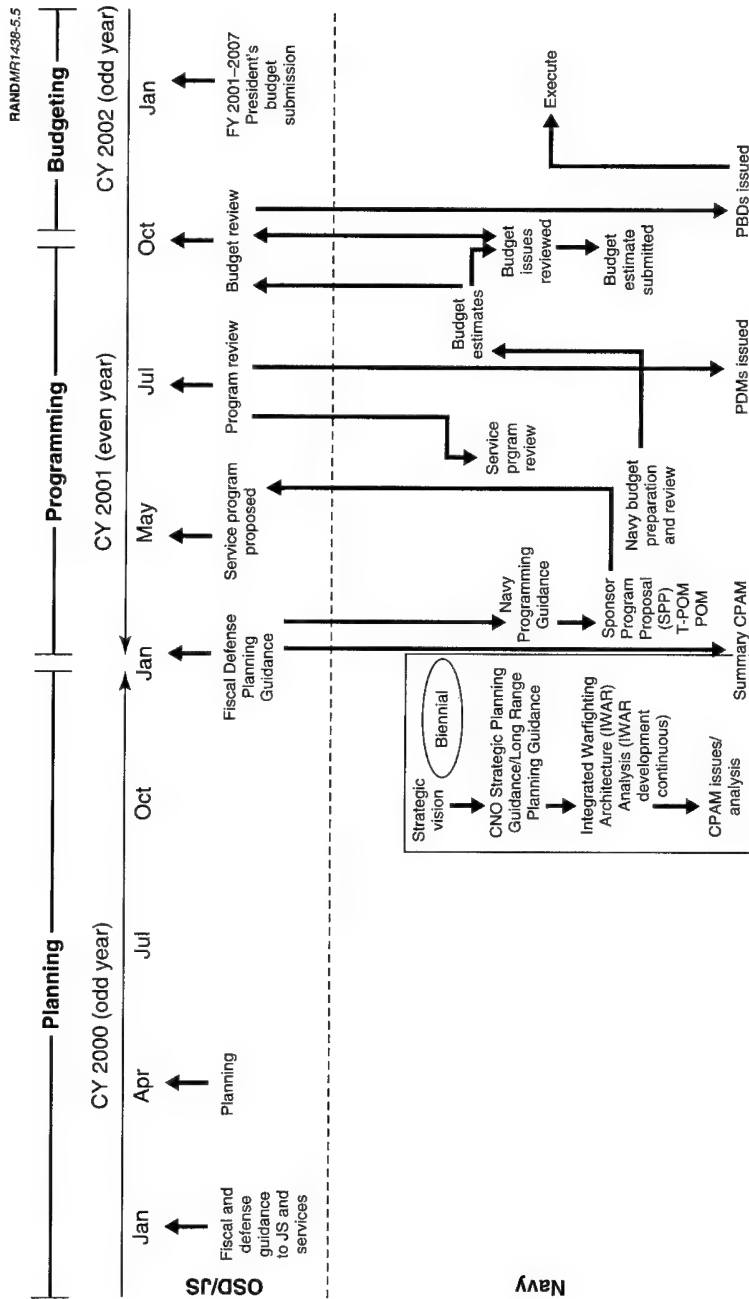 RANDMR1438-5.5
Planning
Programming
Budgeting
CY 2000 (odd year)
CY 2001 (even year)
CY 2002 (odd year)
Jan
Apr
Jul
Oct
Jan
May
Jul
Oct
Jan
OSD/JS
Fiscal and
defense
guidance
to JS and
services
Planning
Fiscal Defense
Planning
Guidance
Service program
proposed
Program review
Budget review
FY 2001–2007
President's
budget
submission
Navy
Strategic
vision
Biennial
CNO Strategic Planning
Guidance/Long Range
Planning Guidance
Integrated Warfighting
Architecture (IWAR)
Analysis (IWAR
development
continuous)
CPAM issues/
analysis
Summary CPAM
Navy
Programming
Guidance
Sponsor
Program
Proposal
(SPP)
T-POM
POM
Service
prgram
review
Navy budget
preparation
and review
PDMs issued
Budget
estimates
Budget
issues
reviewed
Budget
estimate
submitted
PBDs issued
Execute